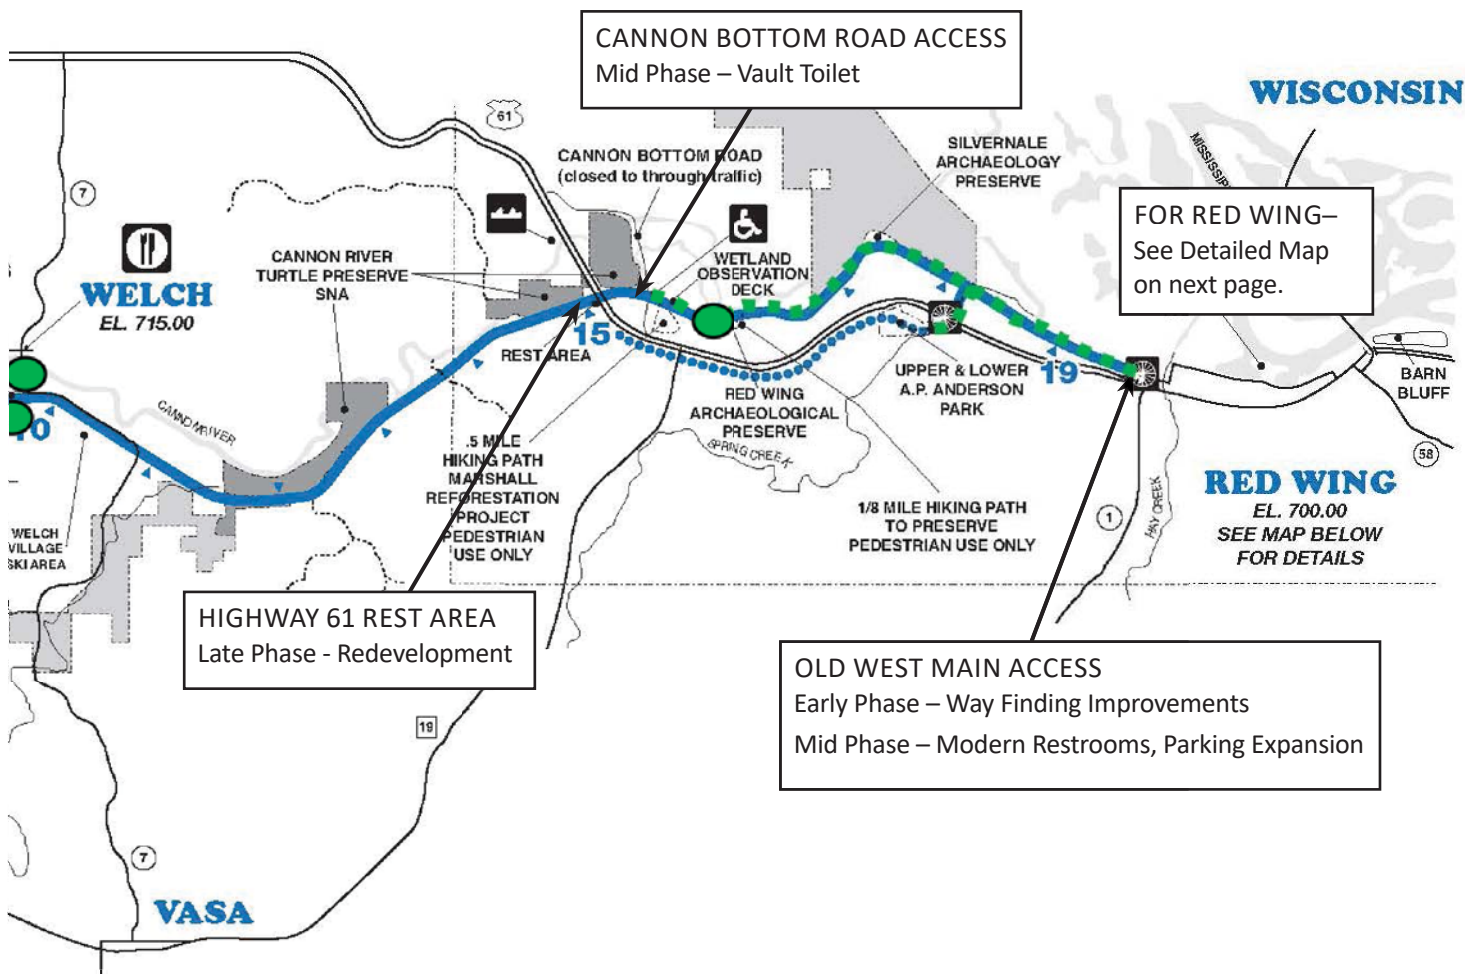 CANNON BOTTOM ROAD ACCESS
Mid Phase – Vault Toilet
WISCONSIN
61
CANNON BOTTOM ROAD
(closed to through traffic)
SILVERNALE
ARCHAEOLOGY
PRESERVE
7
FOR RED WING–
See Detailed Map
on next page.
CANNON RIVER
TURTLE PRESERVE
SNA
WETLAND
OBSERVATION
DECK
WELCH
EL. 715.00
15
REST AREA
19
UPPER & LOWER
A.P. ANDERSON
PARK
BARN
BLUFF
RED WING
ARCHAEOLOGICAL
PRESERVE
SPRING CREEK
.5 MILE
HIKING PATH
MARSHALL
REFORESTATION
PROJECT
PEDESTRIAN
USE ONLY
58
RED WING
EL. 700.00
SEE MAP BELOW
FOR DETAILS
1/8 MILE HIKING PATH
TO PRESERVE
PEDESTRIAN USE ONLY
1
HAY CREEK
WELCH
VILLAGE
SKI AREA
HIGHWAY 61 REST AREA
Late Phase - Redevelopment
OLD WEST MAIN ACCESS
Early Phase – Way Finding Improvements
Mid Phase – Modern Restrooms, Parking Expansion
19
7
VASA